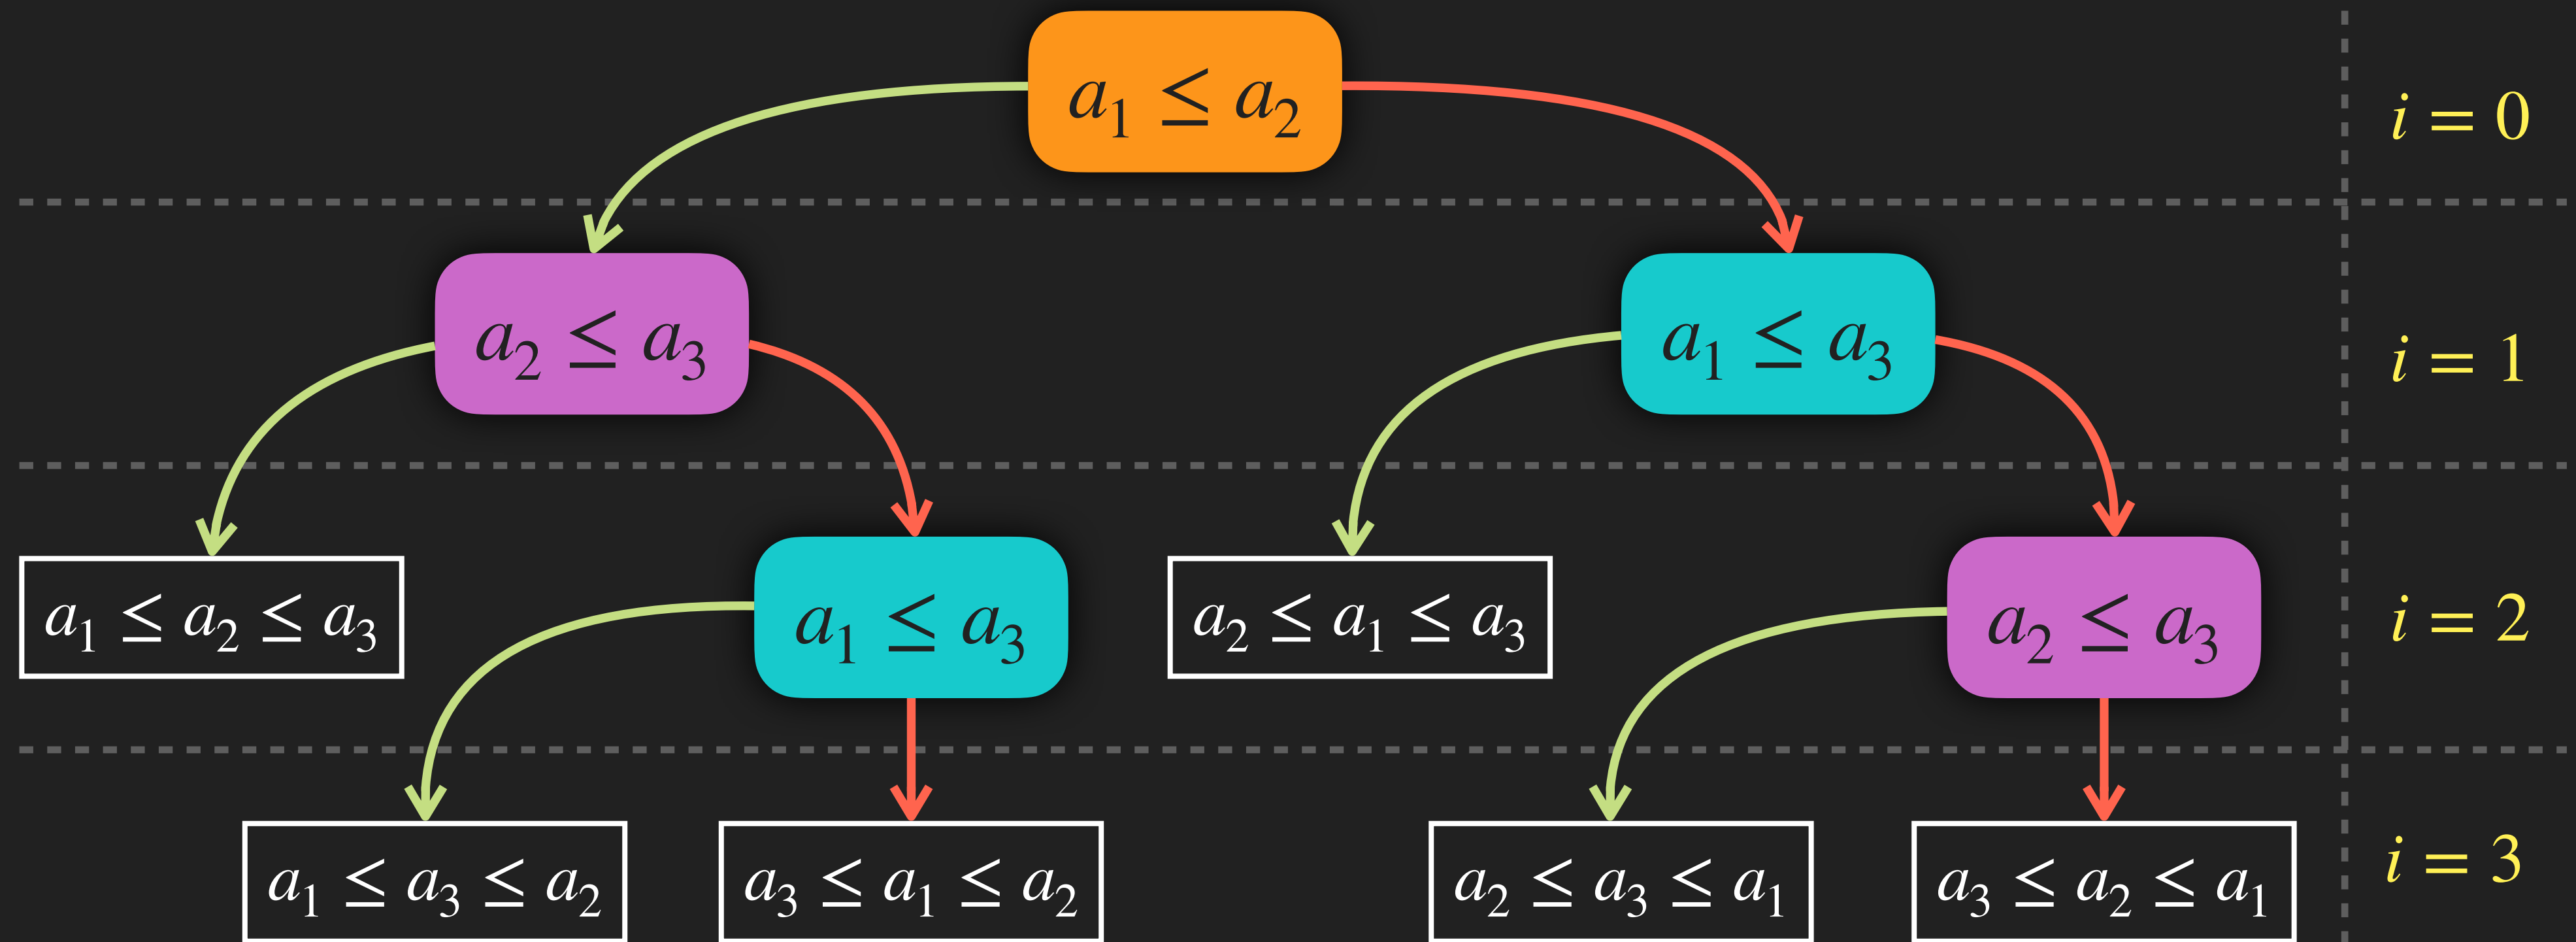 a₁ ≤ a₂
i = 0
a₂ ≤ a₃
a₁ ≤ a₃
i = 1
a₁ ≤ a₂ ≤ a₃
a₁ ≤ a₃
a₂ ≤ a₁ ≤ a₃
a₂ ≤ a₃
i = 2
a₁ ≤ a₃ ≤ a₂
a₃ ≤ a₁ ≤ a₂
a₂ ≤ a₃ ≤ a₁
a₃ ≤ a₂ ≤ a₁
i = 3